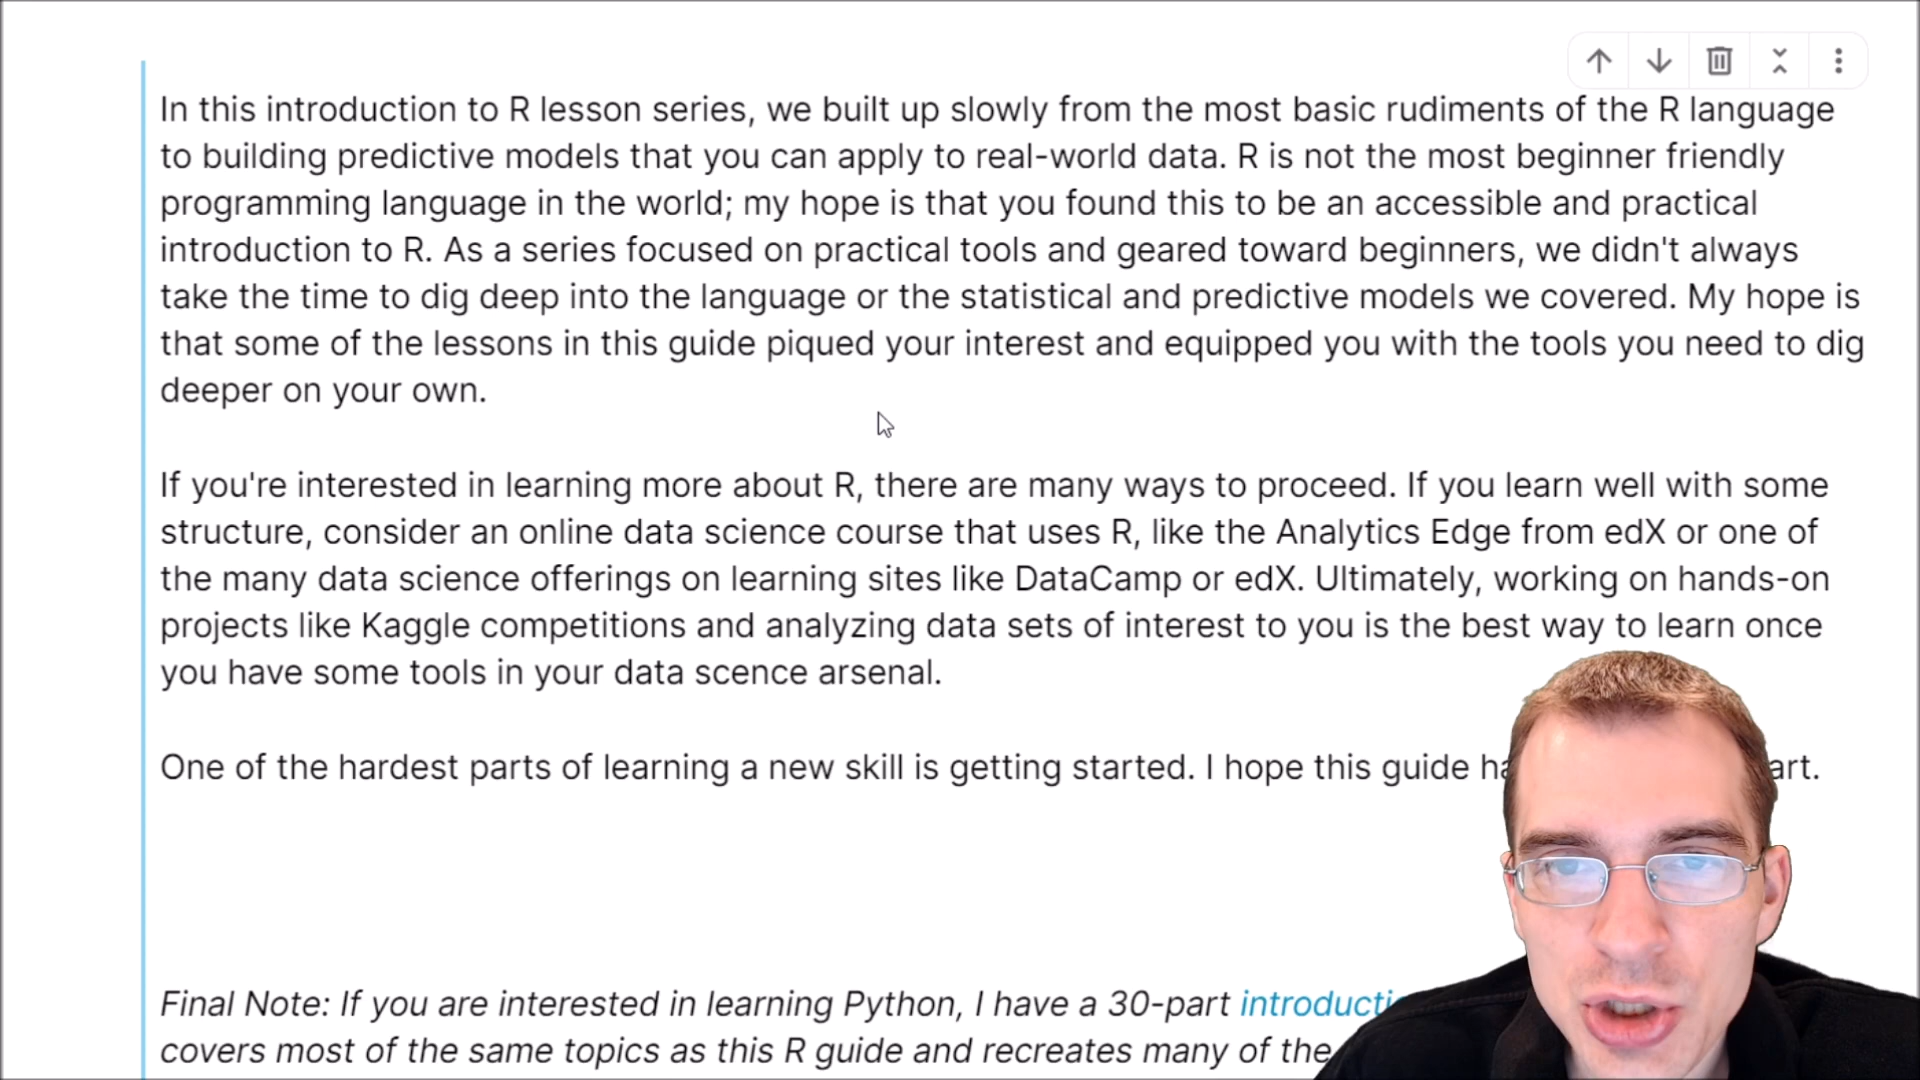 In this introduction to R lesson series, we built up slowly from the most basic rudiments of the R language
to building predictive models that you can apply to real-world data. R is not the most beginner friendly
programming language in the world; my hope is that you found this to be an accessible and practical
introduction to R. As a series focused on practical tools and geared toward beginners, we didn't always
take the time to dig deep into the language or the statistical and predictive models we covered. My hope is
that some of the lessons in this guide piqued your interest and equipped you with the tools you need to dig
deeper on your own.
If you're interested in learning more about R, there are many ways to proceed. If you learn well with some
structure, consider an online data science course that uses R, like the Analytics Edge from edX or one of
the many data science offerings on learning sites like DataCamp or edX. Ultimately, working on hands-on
projects like Kaggle competitions and analyzing data sets of interest to you is the best way to learn once
you have some tools in your data scence arsenal.
One of the hardest parts of learning a new skill is getting started. I hope this guide
Final Note: If you are interested in learning Python, I have a 30-part
covers most of the same topics as this R guide and recreates many of the